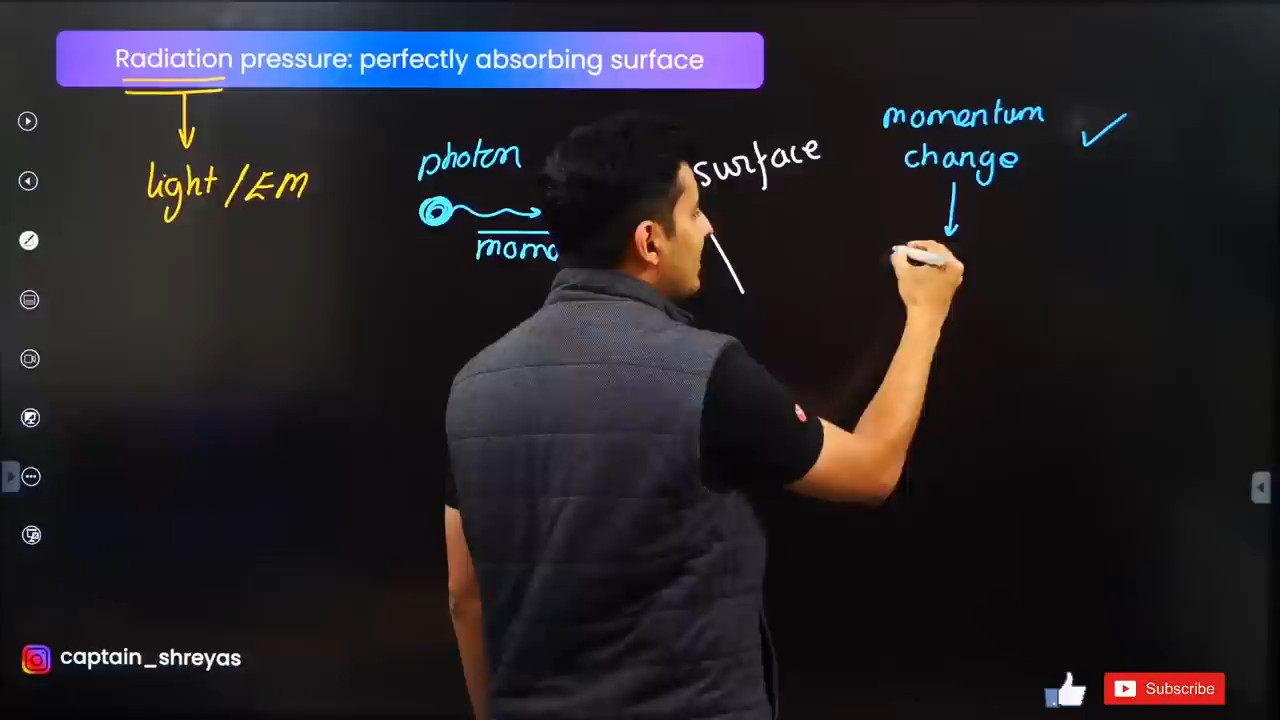 Radiation pressure: perfectly absorbing surface
light/EM
photon
surface
momentum
change
captain_shreyas
Subscribe